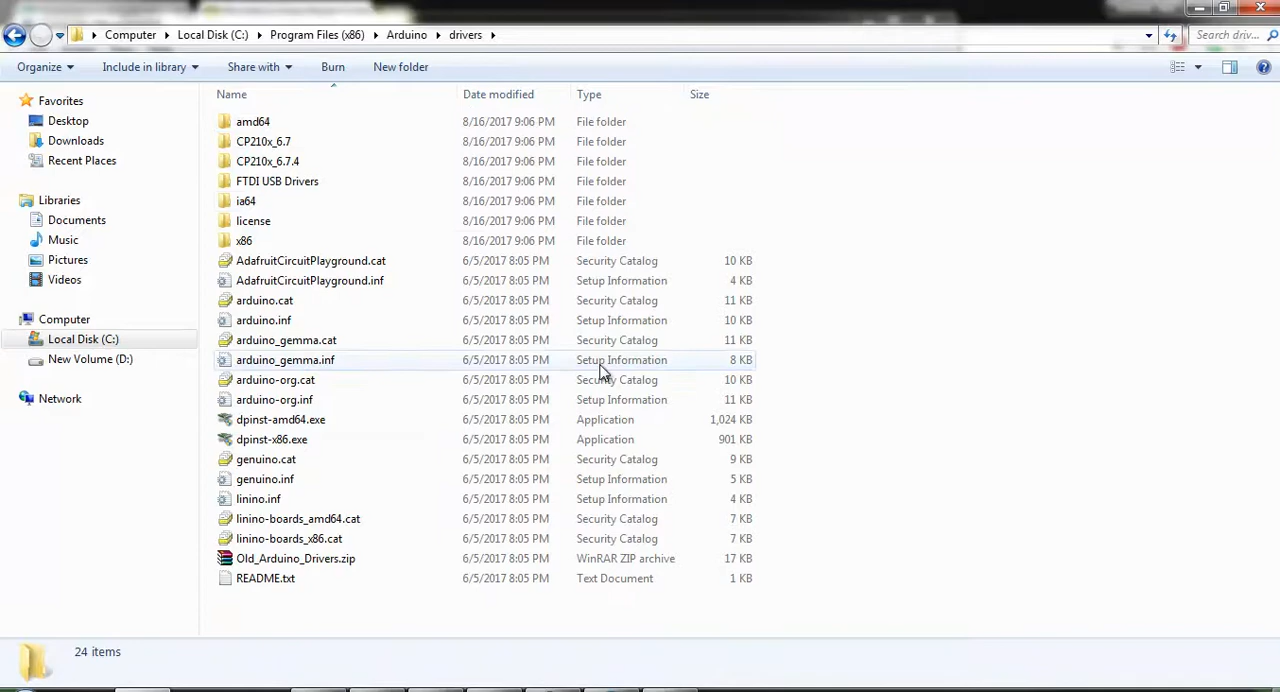 Computer Local Disk (C:) Program Files (x86) Arduino drivers Search driv...
Organize Include in library Share with Burn New folder
Name Date modified Type Size
Favorites
Desktop
Downloads
Recent Places
Libraries
Documents
Music
Pictures
Videos
Computer
Local Disk (C:)
New Volume (D:)
Network
amd64 8/16/2017 9:06 PM File folder
CP210x_6.7 8/16/2017 9:06 PM File folder
CP210x_6.7.4 8/16/2017 9:06 PM File folder
FTDI USB Drivers 8/16/2017 9:06 PM File folder
ia64 8/16/2017 9:06 PM File folder
license 8/16/2017 9:06 PM File folder
x86 8/16/2017 9:06 PM File folder
AdafruitCircuitPlayground.cat 6/5/2017 8:05 PM Security Catalog 10 KB
AdafruitCircuitPlayground.inf 6/5/2017 8:05 PM Setup Information 4 KB
arduino.cat 6/5/2017 8:05 PM Security Catalog 11 KB
arduino.inf 6/5/2017 8:05 PM Setup Information 10 KB
arduino_gemma.cat 6/5/2017 8:05 PM Security Catalog 11 KB
arduino_gemma.inf 6/5/2017 8:05 PM Setup Information 8 KB
arduino-org.cat 6/5/2017 8:05 PM Security Catalog 10 KB
arduino-org.inf 6/5/2017 8:05 PM Setup Information 11 KB
dpinst-amd64.exe 6/5/2017 8:05 PM Application 1,024 KB
dpinst-x86.exe 6/5/2017 8:05 PM Application 901 KB
genuino.cat 6/5/2017 8:05 PM Security Catalog 9 KB
genuino.inf 6/5/2017 8:05 PM Setup Information 5 KB
linino.inf 6/5/2017 8:05 PM Setup Information 4 KB
linino-boards_amd64.cat 6/5/2017 8:05 PM Security Catalog 7 KB
linino-boards_x86.cat 6/5/2017 8:05 PM Security Catalog 7 KB
Old_Arduino_Drivers.zip 6/5/2017 8:05 PM WinRAR ZIP archive 17 KB
README.txt 6/5/2017 8:05 PM Text Document 1 KB
24 items